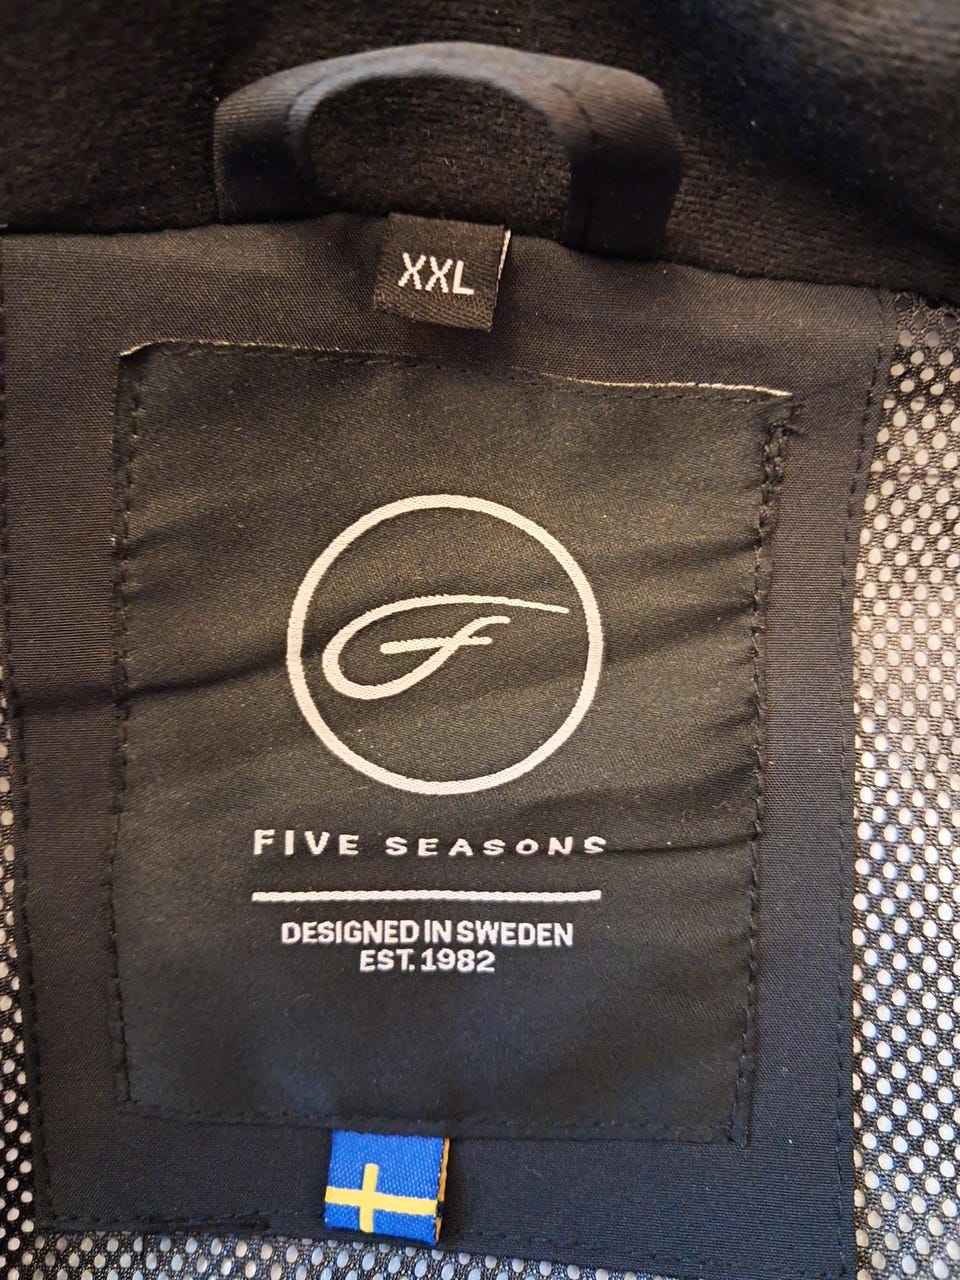 XXL
F
FIVE SEASONS
DESIGNED IN SWEDEN
EST. 1982